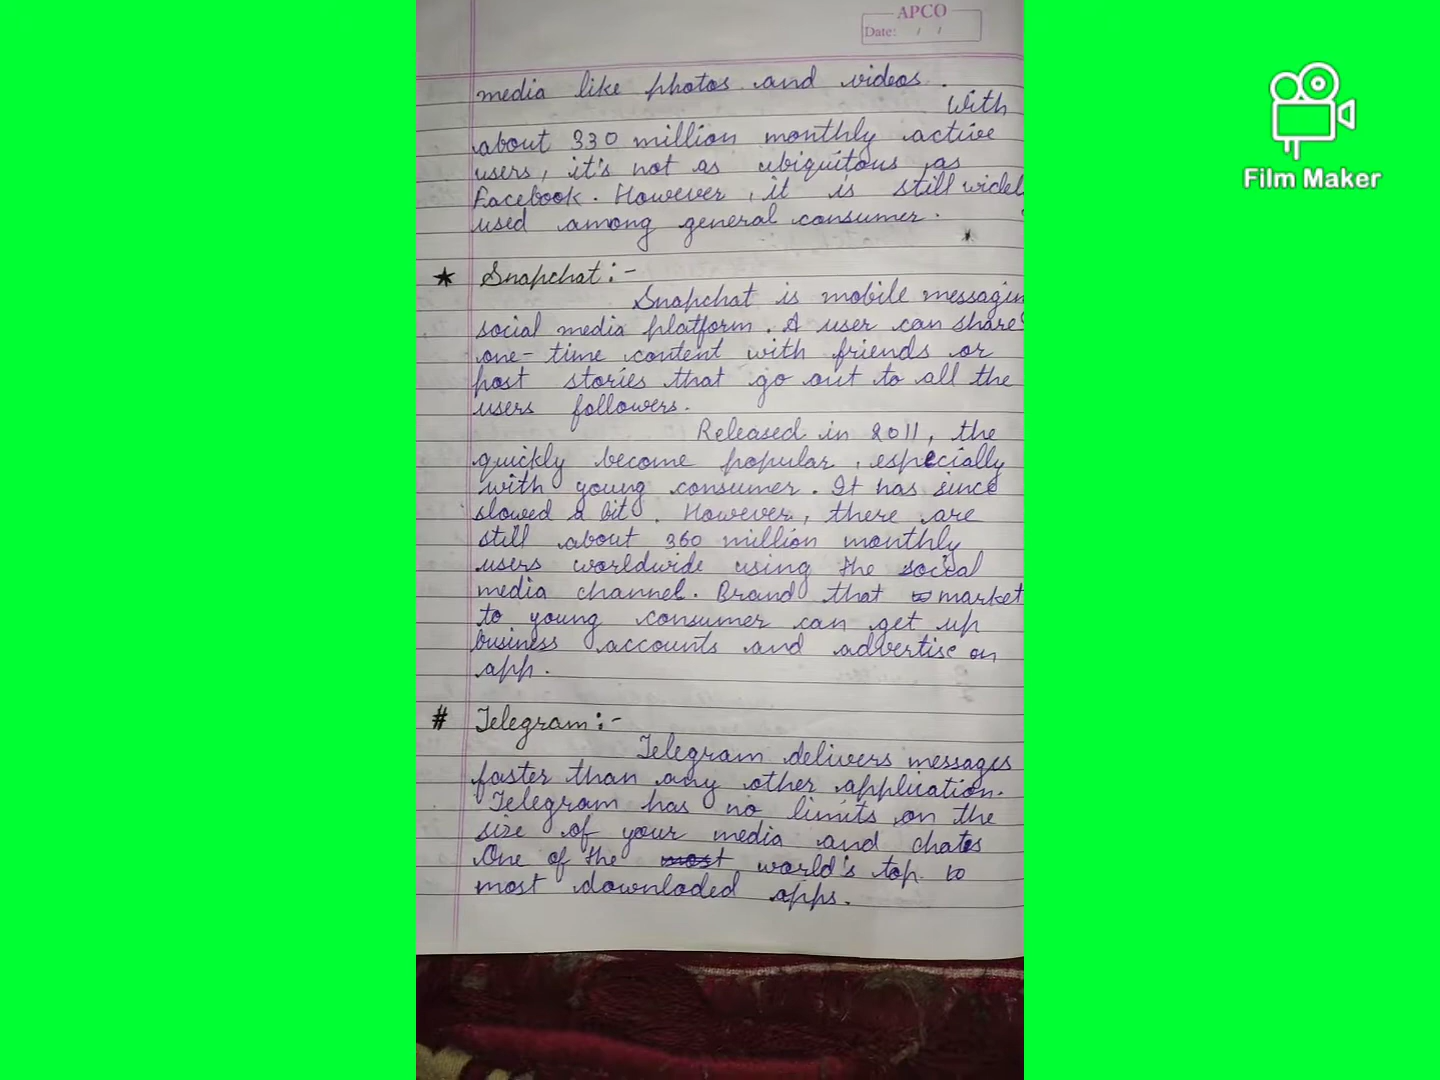 APCO
Date: / /
media like photos and videos.
with
about 330 million monthly active
users, it's not as ubiquitous as
Facebook. However, it is still widel
used among general consumer.
Snapchat:-
Snapchat is mobile messagin
social media platform. A user can share
one-time content with friends or
post stories that go out to all the
users followers.
Released in 2011, the
quickly become popular, especially
with young consumer. It has since
slowed a bit. However, there are
still about 360 million monthly
users worldwide using the social
media channel. Brand that market
to young consumer can get up
business accounts and advertise on
app.
# Telegram:-
Telegram delivers messages
faster than any other application.
Telegram has no limits on the
size of your media and chats
One of the most world's top 10
most downloded apps.
Film Maker